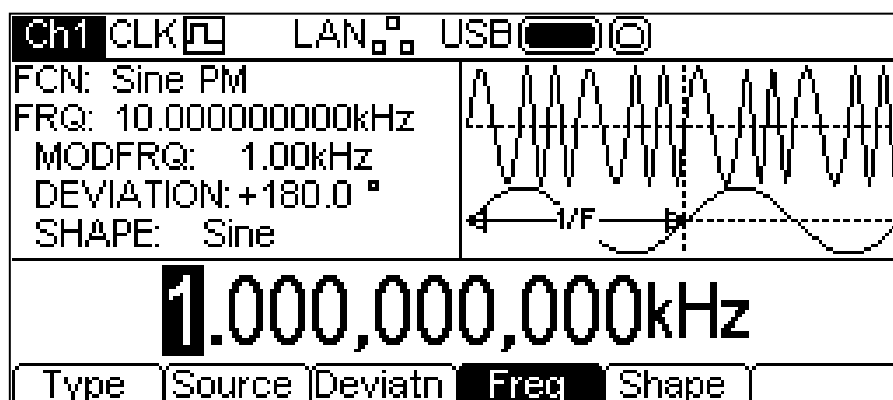 Ch1 CLK LAN USB
FCN: Sine PM
FRQ: 10.000000000kHz
MODFRQ: 1.00kHz
DEVIATION: +180.0 °
SHAPE: Sine
1/F
1.000,000,000kHz
Type Source Deviatn Freq Shape